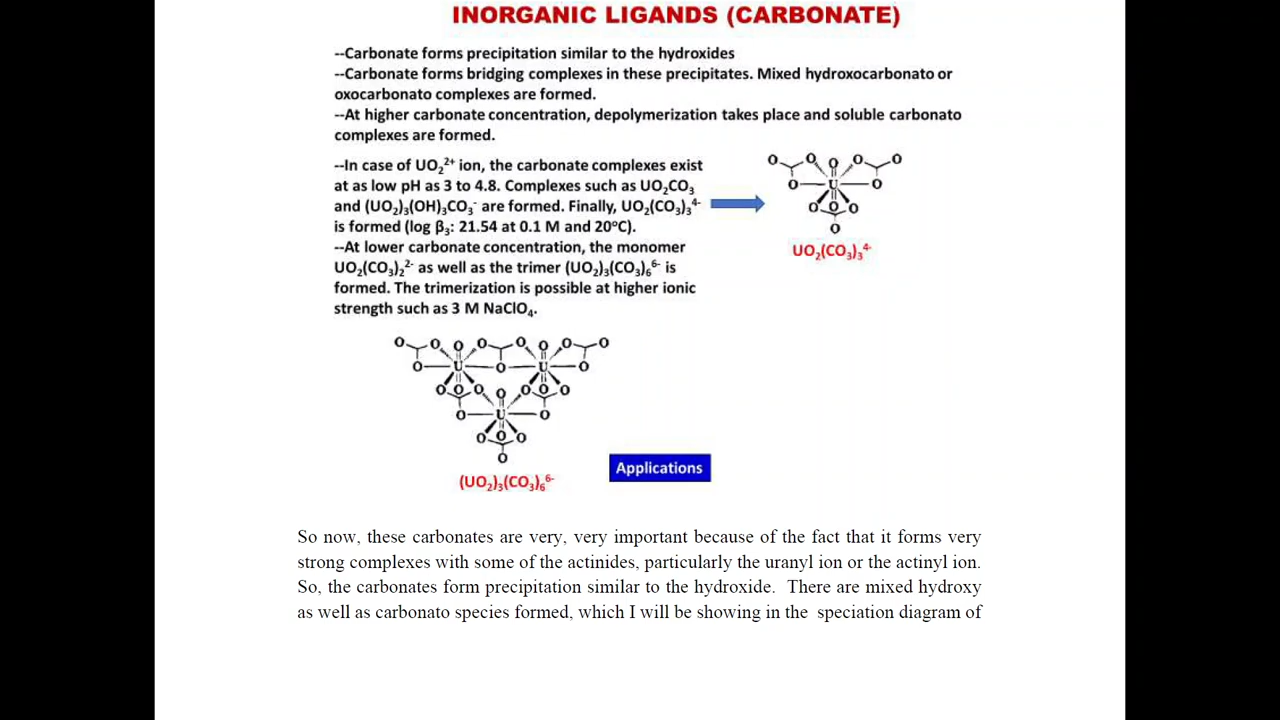 INORGANIC LIGANDS (CARBONATE)
--Carbonate forms precipitation similar to the hydroxides
--Carbonate forms bridging complexes in these precipitates. Mixed hydroxocarbonato or
oxocarbonato complexes are formed.
--At higher carbonate concentration, depolymerization takes place and soluble carbonato
complexes are formed.
--In case of UO₂²⁺ ion, the carbonate complexes exist
at as low pH as 3 to 4.8. Complexes such as UO₂CO₃
and (UO₂)₃(OH)₃CO₃⁻ are formed. Finally, UO₂(CO₃)₃⁴⁻
is formed (log β₃: 21.54 at 0.1 M and 20°C).
--At lower carbonate concentration, the monomer
UO₂(CO₃)₂²⁻ as well as the trimer (UO₂)₃(CO₃)₆⁶⁻ is
formed. The trimerization is possible at higher ionic
strength such as 3 M NaClO₄.
O O O O O
O U O
O O O
O
UO₂(CO₃)₃⁴⁻
O O O O O O O O
O U O U O
O O O O O O O
O U O
O O O
O
(UO₂)₃(CO₃)₆⁶⁻
Applications
So now, these carbonates are very, very important because of the fact that it forms very
strong complexes with some of the actinides, particularly the uranyl ion or the actinyl ion.
So, the carbonates form precipitation similar to the hydroxide. There are mixed hydroxy
as well as carbonato species formed, which I will be showing in the speciation diagram of